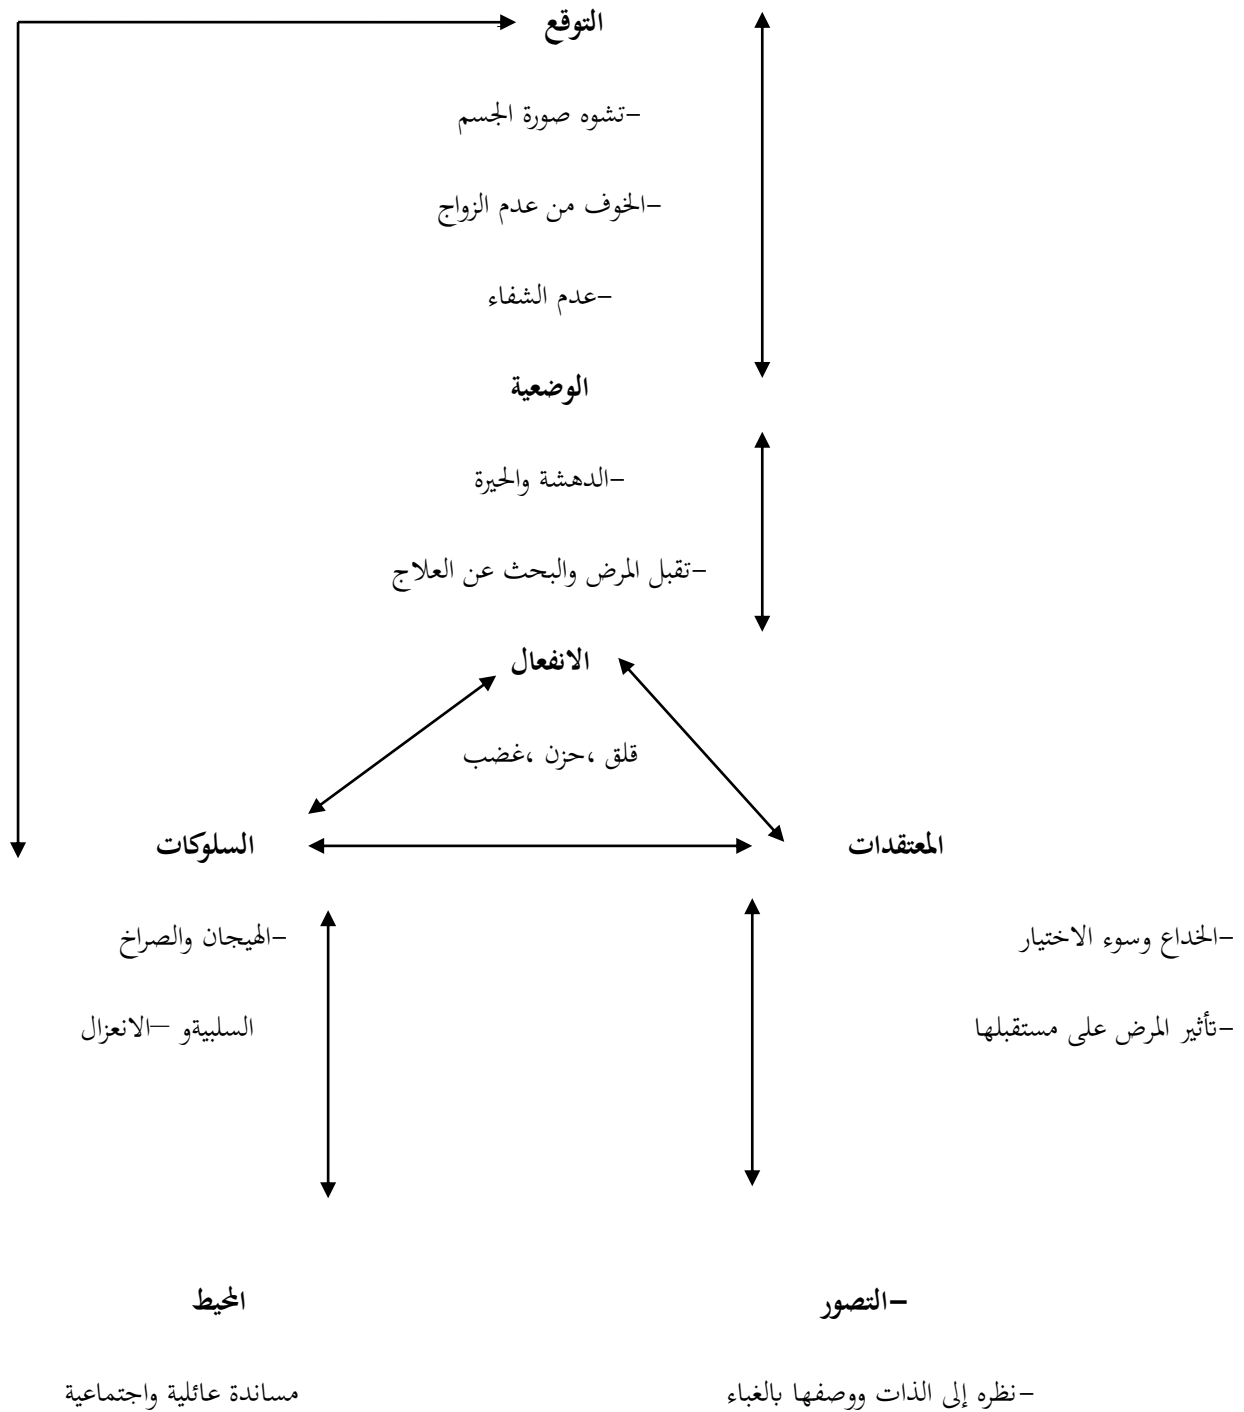 التوقع
-تشوه صورة الجسم
-الخوف من عدم الزواج
-عدم الشفاء
الوضعية
-الدهشة والحيرة
-تقبل المرض والبحث عن العلاج
الانفعال
قلق ،حزن ،غضب
المعتقدات
السلوكات
-الخداع وسوء الاختيار
-الهيجان والصراخ
-تأثير المرض على مستقبلها
السلبيةو –الانعزال
-التصور
المحيط
-نظره إلى الذات ووصفها بالغباء
مساندة عائلية واجتماعية